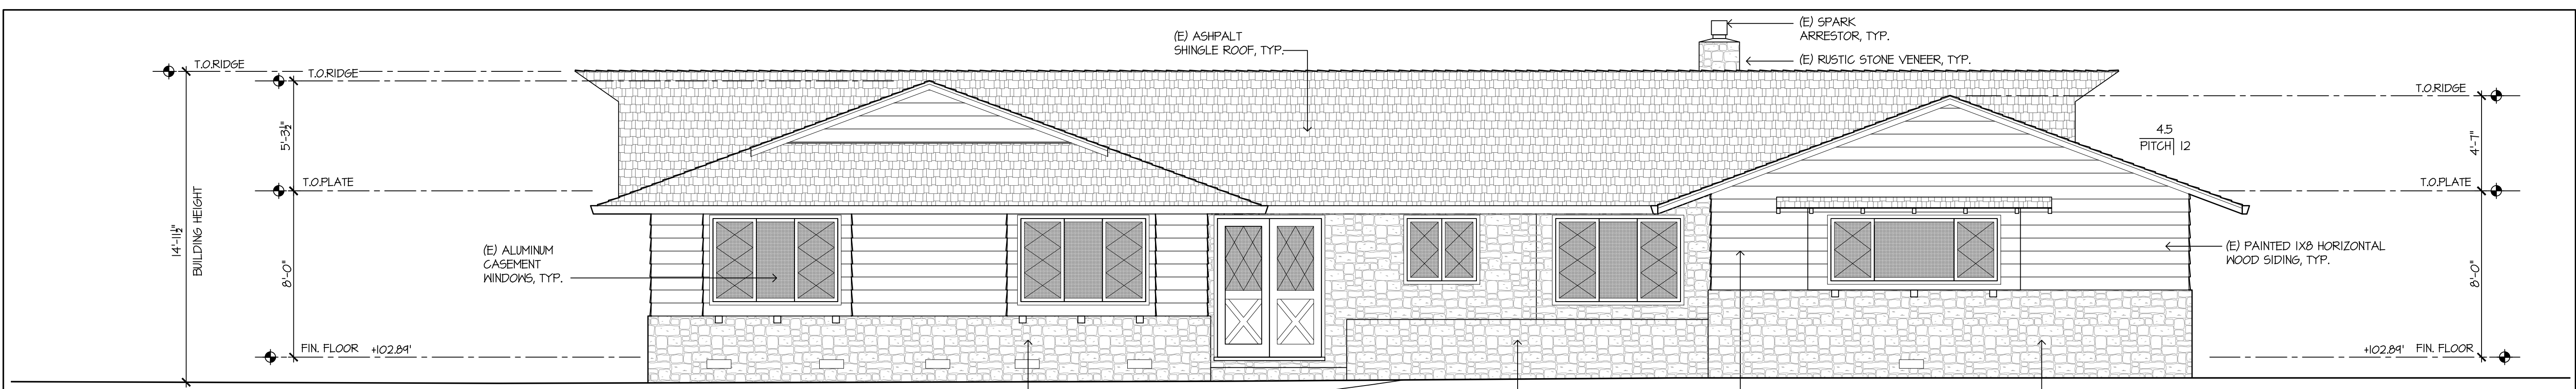 (E) SPARK
ARRESTOR, TYP.
(E) ASHPALT
SHINGLE ROOF, TYP.
(E) RUSTIC STONE VENEER, TYP.
T.O.RIDGE
T.O.RIDGE
T.O.RIDGE
5'-3½"
4.5
PITCH 12
4'-7"
T.O.PLATE
T.O.PLATE
14'-11½"
BUILDING HEIGHT
8'-0"
(E) ALUMINUM
CASEMENT
WINDOWS, TYP.
(E) PAINTED 1X8 HORIZONTAL
WOOD SIDING, TYP.
8'-0"
FIN. FLOOR +102.89'
+102.89' FIN. FLOOR